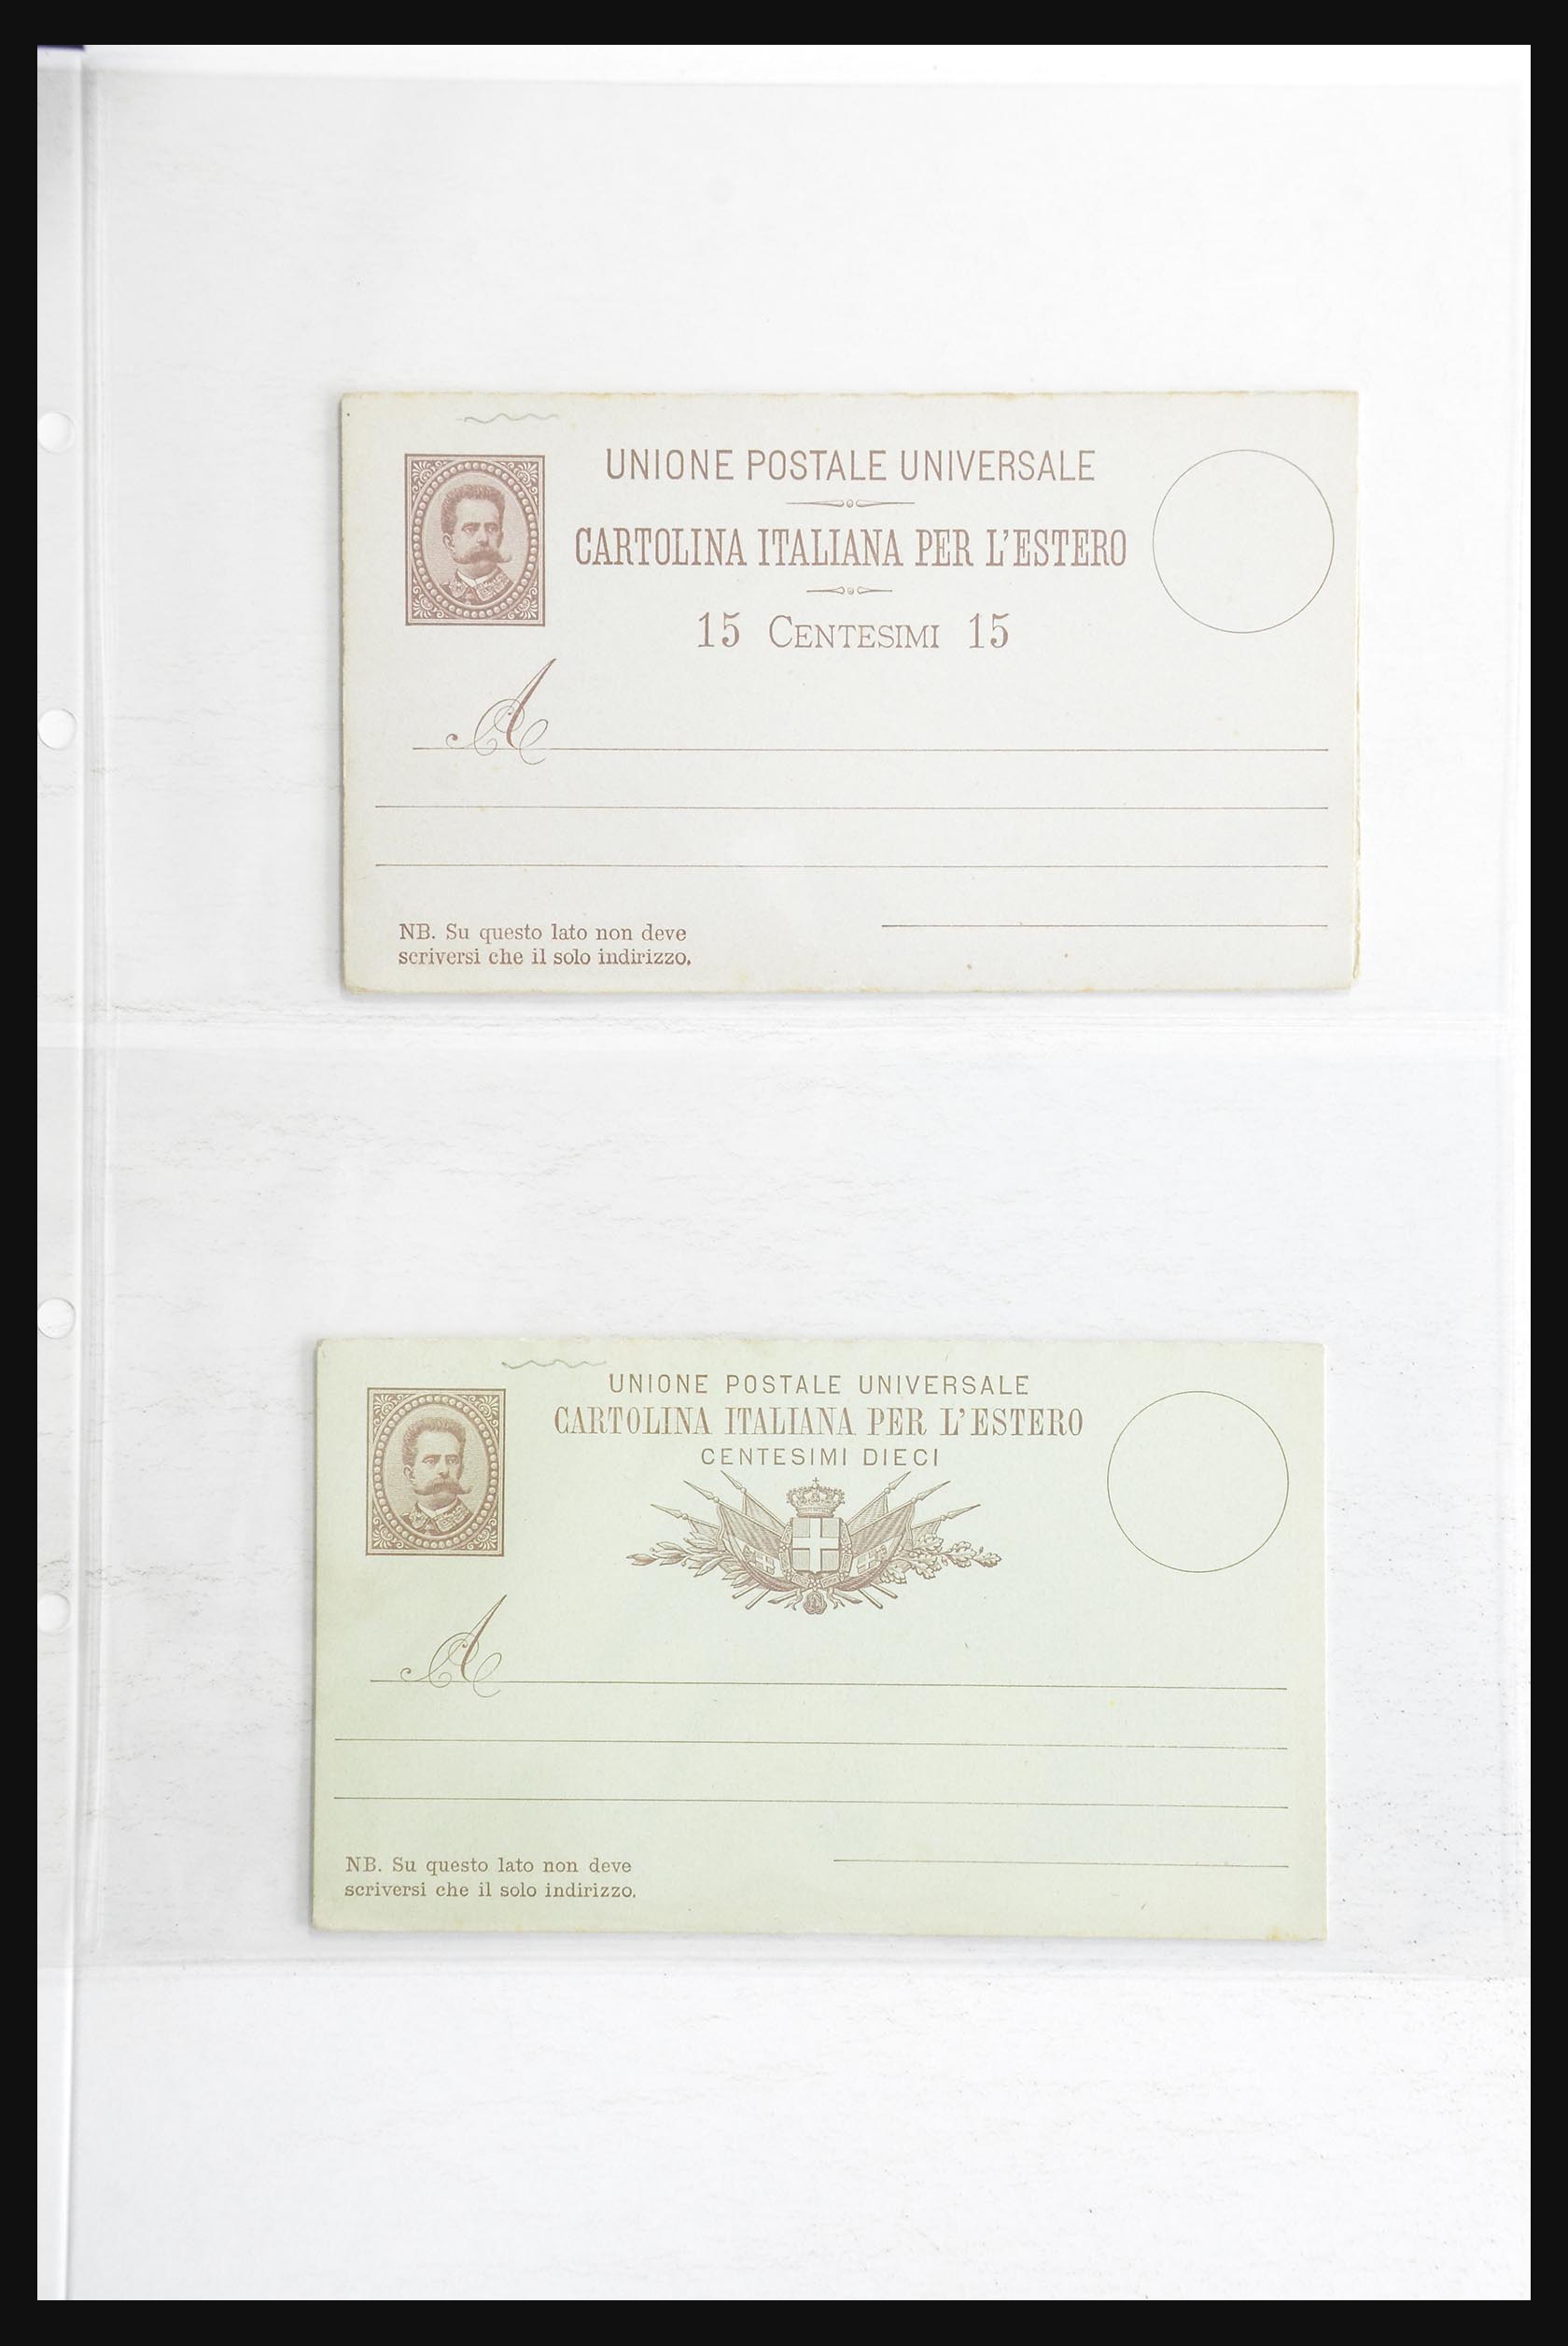 UNIONE POSTALE UNIVERSALE
CARTOLINA ITALIANA PER L'ESTERO
15 CENTESIMI 15
A
NB. Su questo lato non deve
scriversi che il solo indirizzo.
UNIONE POSTALE UNIVERSALE
CARTOLINA ITALIANA PER L'ESTERO
CENTESIMI DIECI
A
NB. Su questo lato non deve
scriversi che il solo indirizzo.